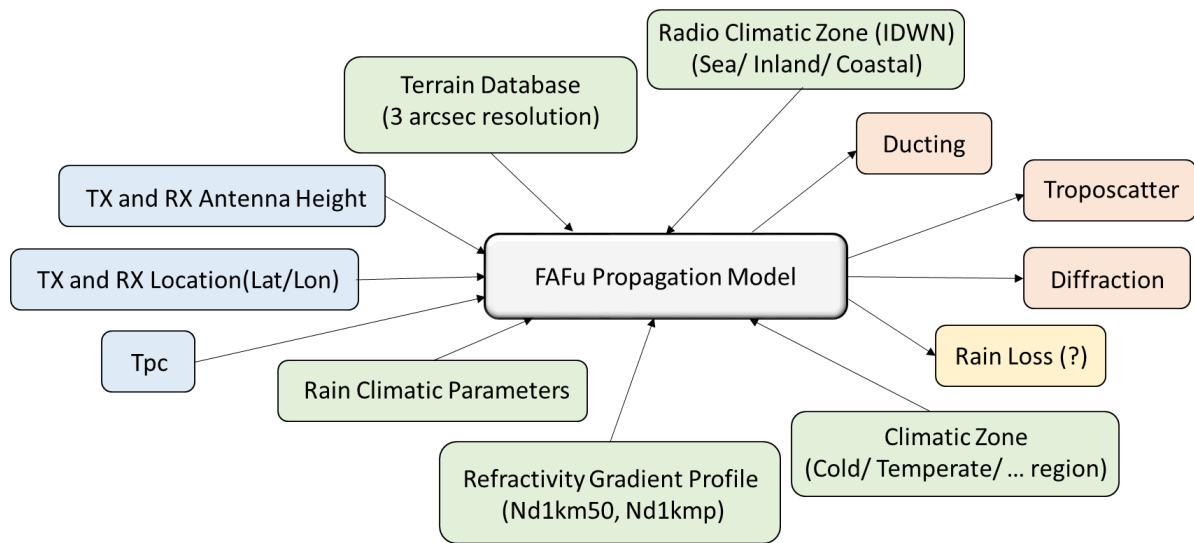 Radio Climatic Zone (IDWN)
(Sea/ Inland/ Coastal)
Terrain Database
(3 arcsec resolution)
Ducting
TX and RX Antenna Height
Troposcatter
TX and RX Location(Lat/Lon)
FAFu Propagation Model
Diffraction
Tpc
Rain Loss (?)
Rain Climatic Parameters
Climatic Zone
(Cold/ Temperate/ ... region)
Refractivity Gradient Profile
(Nd1km50, Nd1kmp)